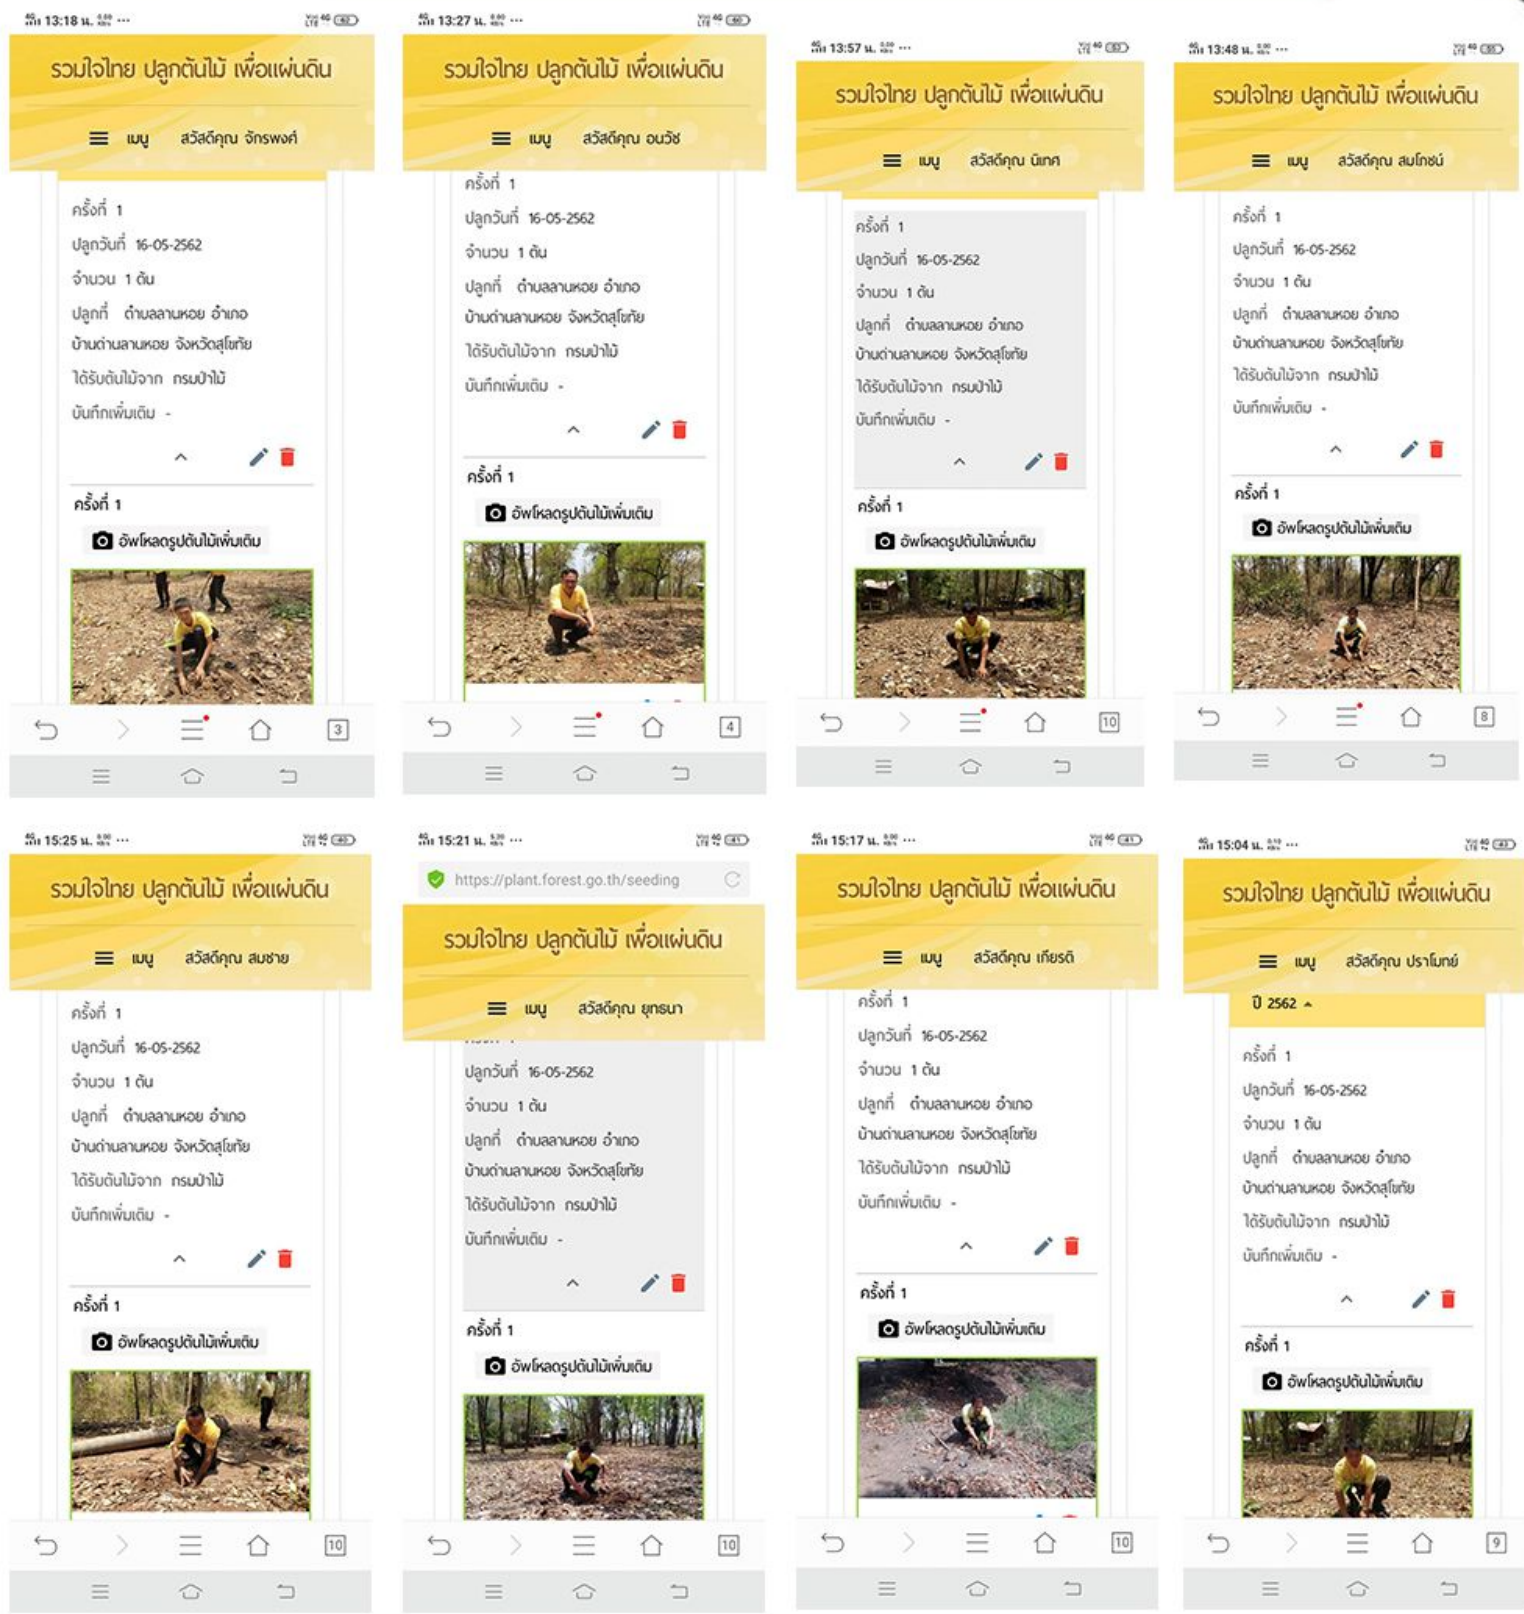 13:18 น. ...
62
รวมใจไทย ปลูกต้นไม้ เพื่อแผ่นดิน
เมนู สวัสดีคุณ จักรพงศ์
ครั้งที่ 1
ปลูกวันที่ 16-05-2562
จำนวน 1 ต้น
ปลูกที่ ตำบลลานหอย อำเภอ
บ้านด่านลานหอย จังหวัดสุโขทัย
ได้รับต้นไม้จาก กรมป่าไม้
บันทึกเพิ่มเติม -
ครั้งที่ 1
อัพโหลดรูปต้นไม้เพิ่มเติม
3
13:27 น. ...
60
รวมใจไทย ปลูกต้นไม้ เพื่อแผ่นดิน
เมนู สวัสดีคุณ อนวัช
ครั้งที่ 1
ปลูกวันที่ 16-05-2562
จำนวน 1 ต้น
ปลูกที่ ตำบลลานหอย อำเภอ
บ้านด่านลานหอย จังหวัดสุโขทัย
ได้รับต้นไม้จาก กรมป่าไม้
บันทึกเพิ่มเติม -
ครั้งที่ 1
อัพโหลดรูปต้นไม้เพิ่มเติม
4
13:57 น. ...
รวมใจไทย ปลูกต้นไม้ เพื่อแผ่นดิน
เมนู สวัสดีคุณ นิเทศ
ครั้งที่ 1
ปลูกวันที่ 16-05-2562
จำนวน 1 ต้น
ปลูกที่ ตำบลลานหอย อำเภอ
บ้านด่านลานหอย จังหวัดสุโขทัย
ได้รับต้นไม้จาก กรมป่าไม้
บันทึกเพิ่มเติม -
ครั้งที่ 1
อัพโหลดรูปต้นไม้เพิ่มเติม
10
13:48 น. ...
รวมใจไทย ปลูกต้นไม้ เพื่อแผ่นดิน
เมนู สวัสดีคุณ สมโภชน์
ครั้งที่ 1
ปลูกวันที่ 16-05-2562
จำนวน 1 ต้น
ปลูกที่ ตำบลลานหอย อำเภอ
บ้านด่านลานหอย จังหวัดสุโขทัย
ได้รับต้นไม้จาก กรมป่าไม้
บันทึกเพิ่มเติม -
ครั้งที่ 1
อัพโหลดรูปต้นไม้เพิ่มเติม
8
15:25 น. ...
รวมใจไทย ปลูกต้นไม้ เพื่อแผ่นดิน
เมนู สวัสดีคุณ สมชาย
ครั้งที่ 1
ปลูกวันที่ 16-05-2562
จำนวน 1 ต้น
ปลูกที่ ตำบลลานหอย อำเภอ
บ้านด่านลานหอย จังหวัดสุโขทัย
ได้รับต้นไม้จาก กรมป่าไม้
บันทึกเพิ่มเติม -
ครั้งที่ 1
อัพโหลดรูปต้นไม้เพิ่มเติม
10
15:21 น. ...
https://plant.forest.go.th/seeding
รวมใจไทย ปลูกต้นไม้ เพื่อแผ่นดิน
เมนู สวัสดีคุณ ยุทธนา
ปลูกวันที่ 16-05-2562
จำนวน 1 ต้น
ปลูกที่ ตำบลลานหอย อำเภอ
บ้านด่านลานหอย จังหวัดสุโขทัย
ได้รับต้นไม้จาก กรมป่าไม้
บันทึกเพิ่มเติม -
ครั้งที่ 1
อัพโหลดรูปต้นไม้เพิ่มเติม
10
15:17 น. ...
รวมใจไทย ปลูกต้นไม้ เพื่อแผ่นดิน
เมนู สวัสดีคุณ เกียรติ
ครั้งที่ 1
ปลูกวันที่ 16-05-2562
จำนวน 1 ต้น
ปลูกที่ ตำบลลานหอย อำเภอ
บ้านด่านลานหอย จังหวัดสุโขทัย
ได้รับต้นไม้จาก กรมป่าไม้
บันทึกเพิ่มเติม -
ครั้งที่ 1
อัพโหลดรูปต้นไม้เพิ่มเติม
10
15:04 น. ...
รวมใจไทย ปลูกต้นไม้ เพื่อแผ่นดิน
เมนู สวัสดีคุณ ปราโมทย์
ปี 2562
ครั้งที่ 1
ปลูกวันที่ 16-05-2562
จำนวน 1 ต้น
ปลูกที่ ตำบลลานหอย อำเภอ
บ้านด่านลานหอย จังหวัดสุโขทัย
ได้รับต้นไม้จาก กรมป่าไม้
บันทึกเพิ่มเติม -
ครั้งที่ 1
อัพโหลดรูปต้นไม้เพิ่มเติม
9